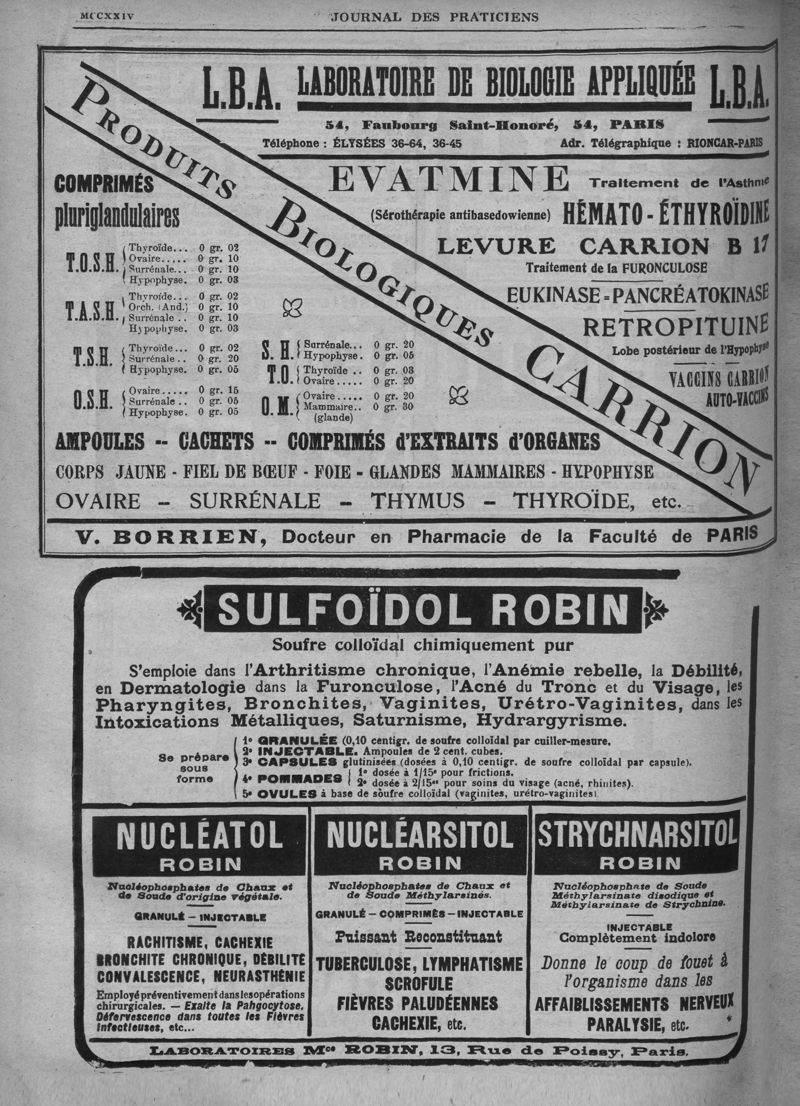 MCCXXIV
JOURNAL DES PRATICIENS
L.B.A. LABORATOIRE DE BIOLOGIE APPLIQUÉE L.B.A.
54, Faubourg Saint-Honoré, 54, PARIS
Téléphone : ÉLYSÉES 36-64, 36-45 Adr. Télégraphique : RIONCAR-PARIS
PRODUITS BIOLOGIQUES CARRION
EVATMINE Traitement de l'Asthme
(Sérothérapie antibasedowienne) HÉMATO-ÉTHYROÏDINE
LEVURE CARRION B 17
Traitement de la FURONCULOSE
EUKINASE-PANCRÉATOKINASE
RETROPITUINE
Lobe postérieur de l'Hypophyse
VACCINS CARRION
AUTO-VACCINS
COMPRIMÉS
pluriglandulaires
T.O.S.H.
Thyroïde... 0 gr. 02
Ovaire..... 0 gr. 10
Surrénale... 0 gr. 10
Hypophyse. 0 gr. 03
T.A.S.H.
Thyroïde... 0 gr. 02
Orch. (And.) 0 gr. 10
Surrénale .. 0 gr. 10
Hypophyse. 0 gr. 03
T.S.H.
Thyroïde... 0 gr. 02
Surrénale .. 0 gr. 20
Hypophyse. 0 gr. 05
O.S.H.
Ovaire..... 0 gr. 15
Surrénale .. 0 gr. 05
Hypophyse. 0 gr. 05
S. H.
Surrénale... 0 gr. 20
Hypophyse. 0 gr. 05
T.O.
Thyroïde .. 0 gr. 03
Ovaire..... 0 gr. 20
O.M.
Ovaire..... 0 gr. 20
Mammaire.. 0 gr. 30
(glande)
AMPOULES -- CACHETS -- COMPRIMÉS d'EXTRAITS d'ORGANES
CORPS JAUNE - FIEL DE BŒUF - FOIE - GLANDES MAMMAIRES - HYPOPHYSE
OVAIRE – SURRÉNALE – THYMUS – THYROÏDE, etc.
V. BORRIEN, Docteur en Pharmacie de la Faculté de PARIS
SULFOÏDOL ROBIN
Soufre colloïdal chimiquement pur
S'emploie dans l'Arthritisme chronique, l'Anémie rebelle, la Débilité,
en Dermatologie dans la Furonculose, l'Acné du Tronc et du Visage, les
Pharyngites, Bronchites, Vaginites, Urétro-Vaginites, dans les
Intoxications Métalliques, Saturnisme, Hydrargyrisme.
Se prépare
sous
forme
1º GRANULÉE (0,10 centigr. de soufre colloïdal par cuiller-mesure.
2º INJECTABLE. Ampoules de 2 cent. cubes.
3º CAPSULES glutinisées (dosées à 0,10 centigr. de soufre colloïdal par capsule).
4º POMMADES
1º dosée à 1/15e pour frictions.
2º dosée à 2/15es pour soins du visage (acné, rhinites).
5º OVULES à base de soufre colloïdal (vaginites, urétro-vaginites).
NUCLÉATOL
ROBIN
Nucléophosphates de Chaux et
de Soude d'origine végétale.
GRANULÉ – INJECTABLE
RACHITISME, CACHEXIE
BRONCHITE CHRONIQUE, DÉBILITÉ
CONVALESCENCE, NEURASTHÉNIE
Employé préventivement dans les opérations
chirurgicales. — Exalte la Pahgocytose,
Défervescence dans toutes les Fièvres
Infectieuses, etc...
NUCLÉARSITOL
ROBIN
Nucléophosphates de Chaux et
de Soude Méthylarsinés.
GRANULÉ – COMPRIMÉS – INJECTABLE
Puissant Reconstituant
TUBERCULOSE, LYMPHATISME
SCROFULE
FIÈVRES PALUDÉENNES
CACHEXIE, etc.
STRYCHNARSITOL
ROBIN
Nucléophosphate de Soude
Méthylarsinate disodique et
Méthylarsinate de Strychnine.
INJECTABLE
Complètement indolore
Donne le coup de fouet à
l'organisme dans les
AFFAIBLISSEMENTS NERVEUX
PARALYSIE, etc.
LABORATOIRES Mce ROBIN, 13, Rue de Poissy, Paris.